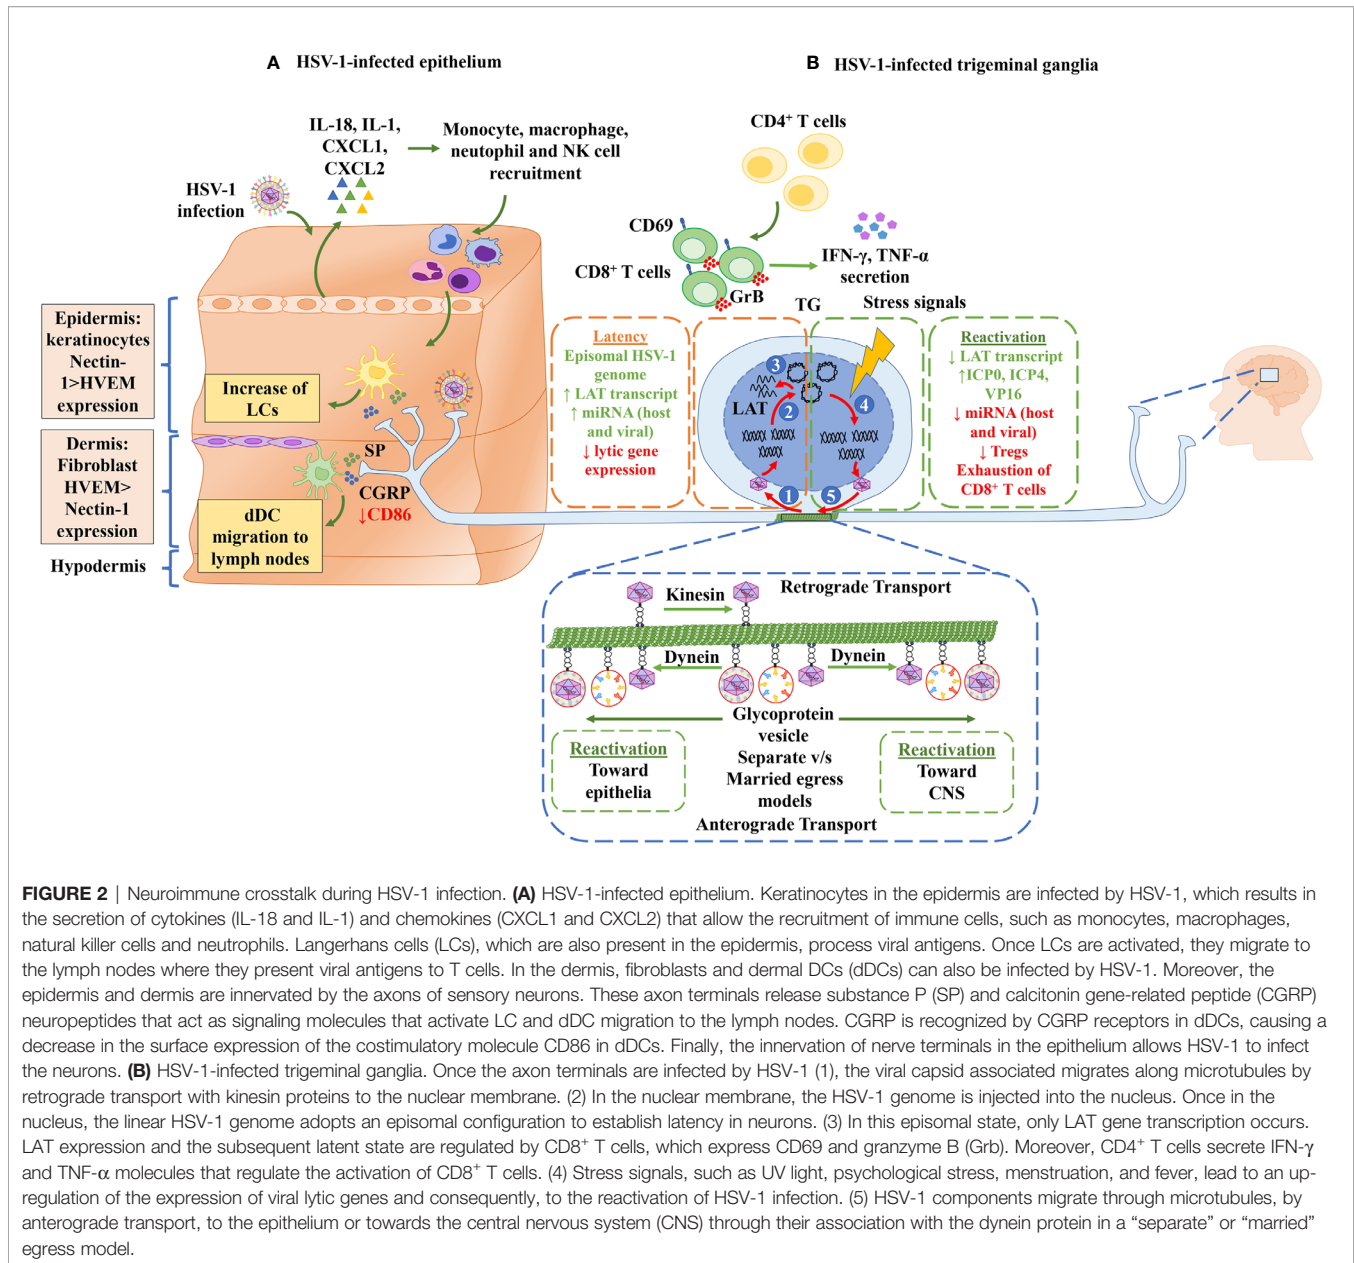 A HSV-1-infected epithelium
IL-18, IL-1,
CXCL1,
CXCL2
Monocyte, macrophage,
neutophil and NK cell
recruitment
HSV-1
infection
Epidermis:
keratinocytes
Nectin-
1>HVEM
expression
Increase of
LCs
Dermis:
Fibroblast
HVEM>
Nectin-1
expression
SP
CGRP
↓CD86
dDC
migration to
lymph nodes
Hypodermis
B HSV-1-infected trigeminal ganglia
CD4+ T cells
CD69
CD8+ T cells
GrB
IFN-γ, TNF-α
secretion
TG
Stress signals
Latency
Episomal HSV-1
genome
↑ LAT transcript
↑ miRNA (host
and viral)
↓ lytic gene
expression
3
LAT
2
4
1
5
Reactivation
↓ LAT transcript
↑ICP0, ICP4,
VP16
↓ miRNA (host
and viral)
↓ Tregs
Exhaustion of
CD8+ T cells
Kinesin
Retrograde Transport
Dynein
Dynein
Glycoprotein
vesicle
Separate v/s
Married egress
models
Reactivation
Toward
epithelia
Reactivation
Toward
CNS
Anterograde Transport
FIGURE 2 | Neuroimmune crosstalk during HSV-1 infection. (A) HSV-1-infected epithelium. Keratinocytes in the epidermis are infected by HSV-1, which results in
the secretion of cytokines (IL-18 and IL-1) and chemokines (CXCL1 and CXCL2) that allow the recruitment of immune cells, such as monocytes, macrophages,
natural killer cells and neutrophils. Langerhans cells (LCs), which are also present in the epidermis, process viral antigens. Once LCs are activated, they migrate to
the lymph nodes where they present viral antigens to T cells. In the dermis, fibroblasts and dermal DCs (dDCs) can also be infected by HSV-1. Moreover, the
epidermis and dermis are innervated by the axons of sensory neurons. These axon terminals release substance P (SP) and calcitonin gene-related peptide (CGRP)
neuropeptides that act as signaling molecules that activate LC and dDC migration to the lymph nodes. CGRP is recognized by CGRP receptors in dDCs, causing a
decrease in the surface expression of the costimulatory molecule CD86 in dDCs. Finally, the innervation of nerve terminals in the epithelium allows HSV-1 to infect
the neurons. (B) HSV-1-infected trigeminal ganglia. Once the axon terminals are infected by HSV-1 (1), the viral capsid associated migrates along microtubules by
retrograde transport with kinesin proteins to the nuclear membrane. (2) In the nuclear membrane, the HSV-1 genome is injected into the nucleus. Once in the
nucleus, the linear HSV-1 genome adopts an episomal configuration to establish latency in neurons. (3) In this episomal state, only LAT gene transcription occurs.
LAT expression and the subsequent latent state are regulated by CD8+ T cells, which express CD69 and granzyme B (Grb). Moreover, CD4+ T cells secrete IFN-γ
and TNF-α molecules that regulate the activation of CD8+ T cells. (4) Stress signals, such as UV light, psychological stress, menstruation, and fever, lead to an up-
regulation of the expression of viral lytic genes and consequently, to the reactivation of HSV-1 infection. (5) HSV-1 components migrate through microtubules, by
anterograde transport, to the epithelium or towards the central nervous system (CNS) through their association with the dynein protein in a “separate” or “married”
egress model.